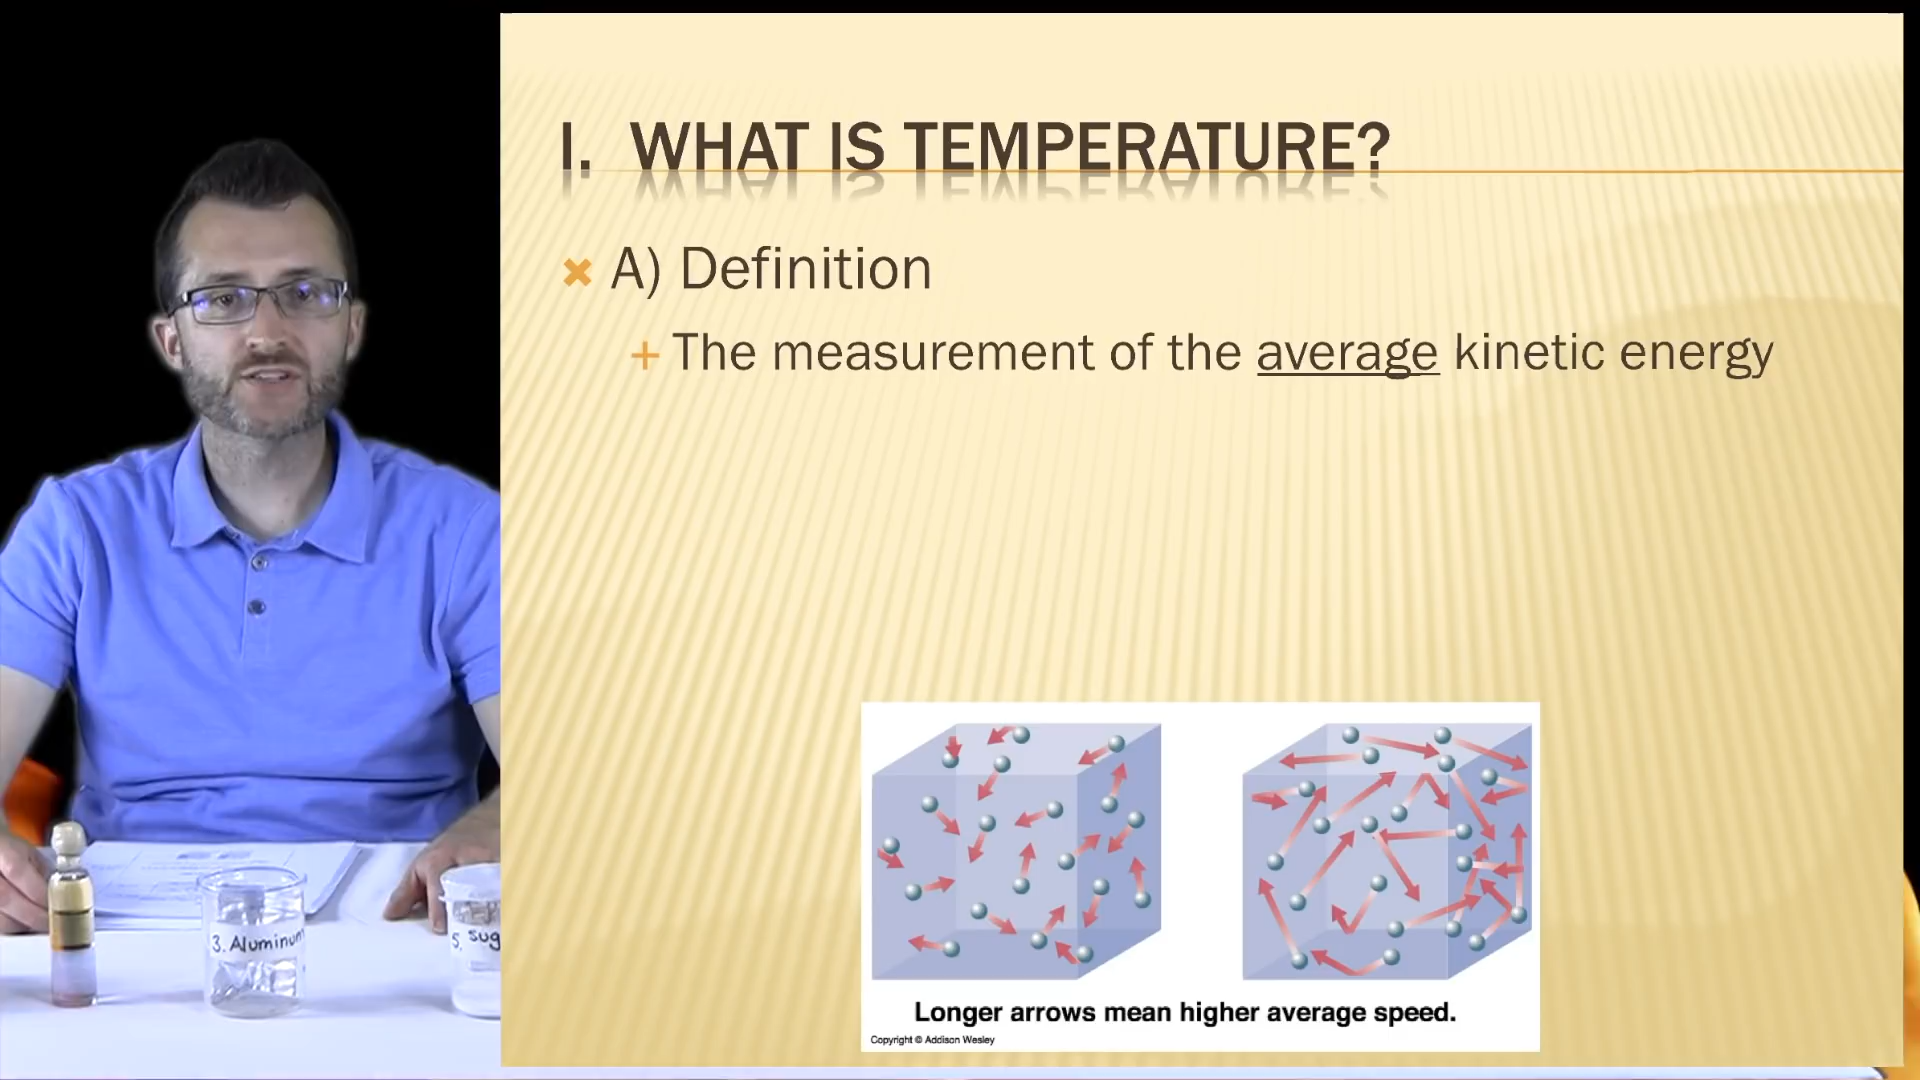 I. WHAT IS TEMPERATURE?
A) Definition
The measurement of the average kinetic energy
Longer arrows mean higher average speed.
Copyright © Addison Wesley
3. Aluminum
5. sug